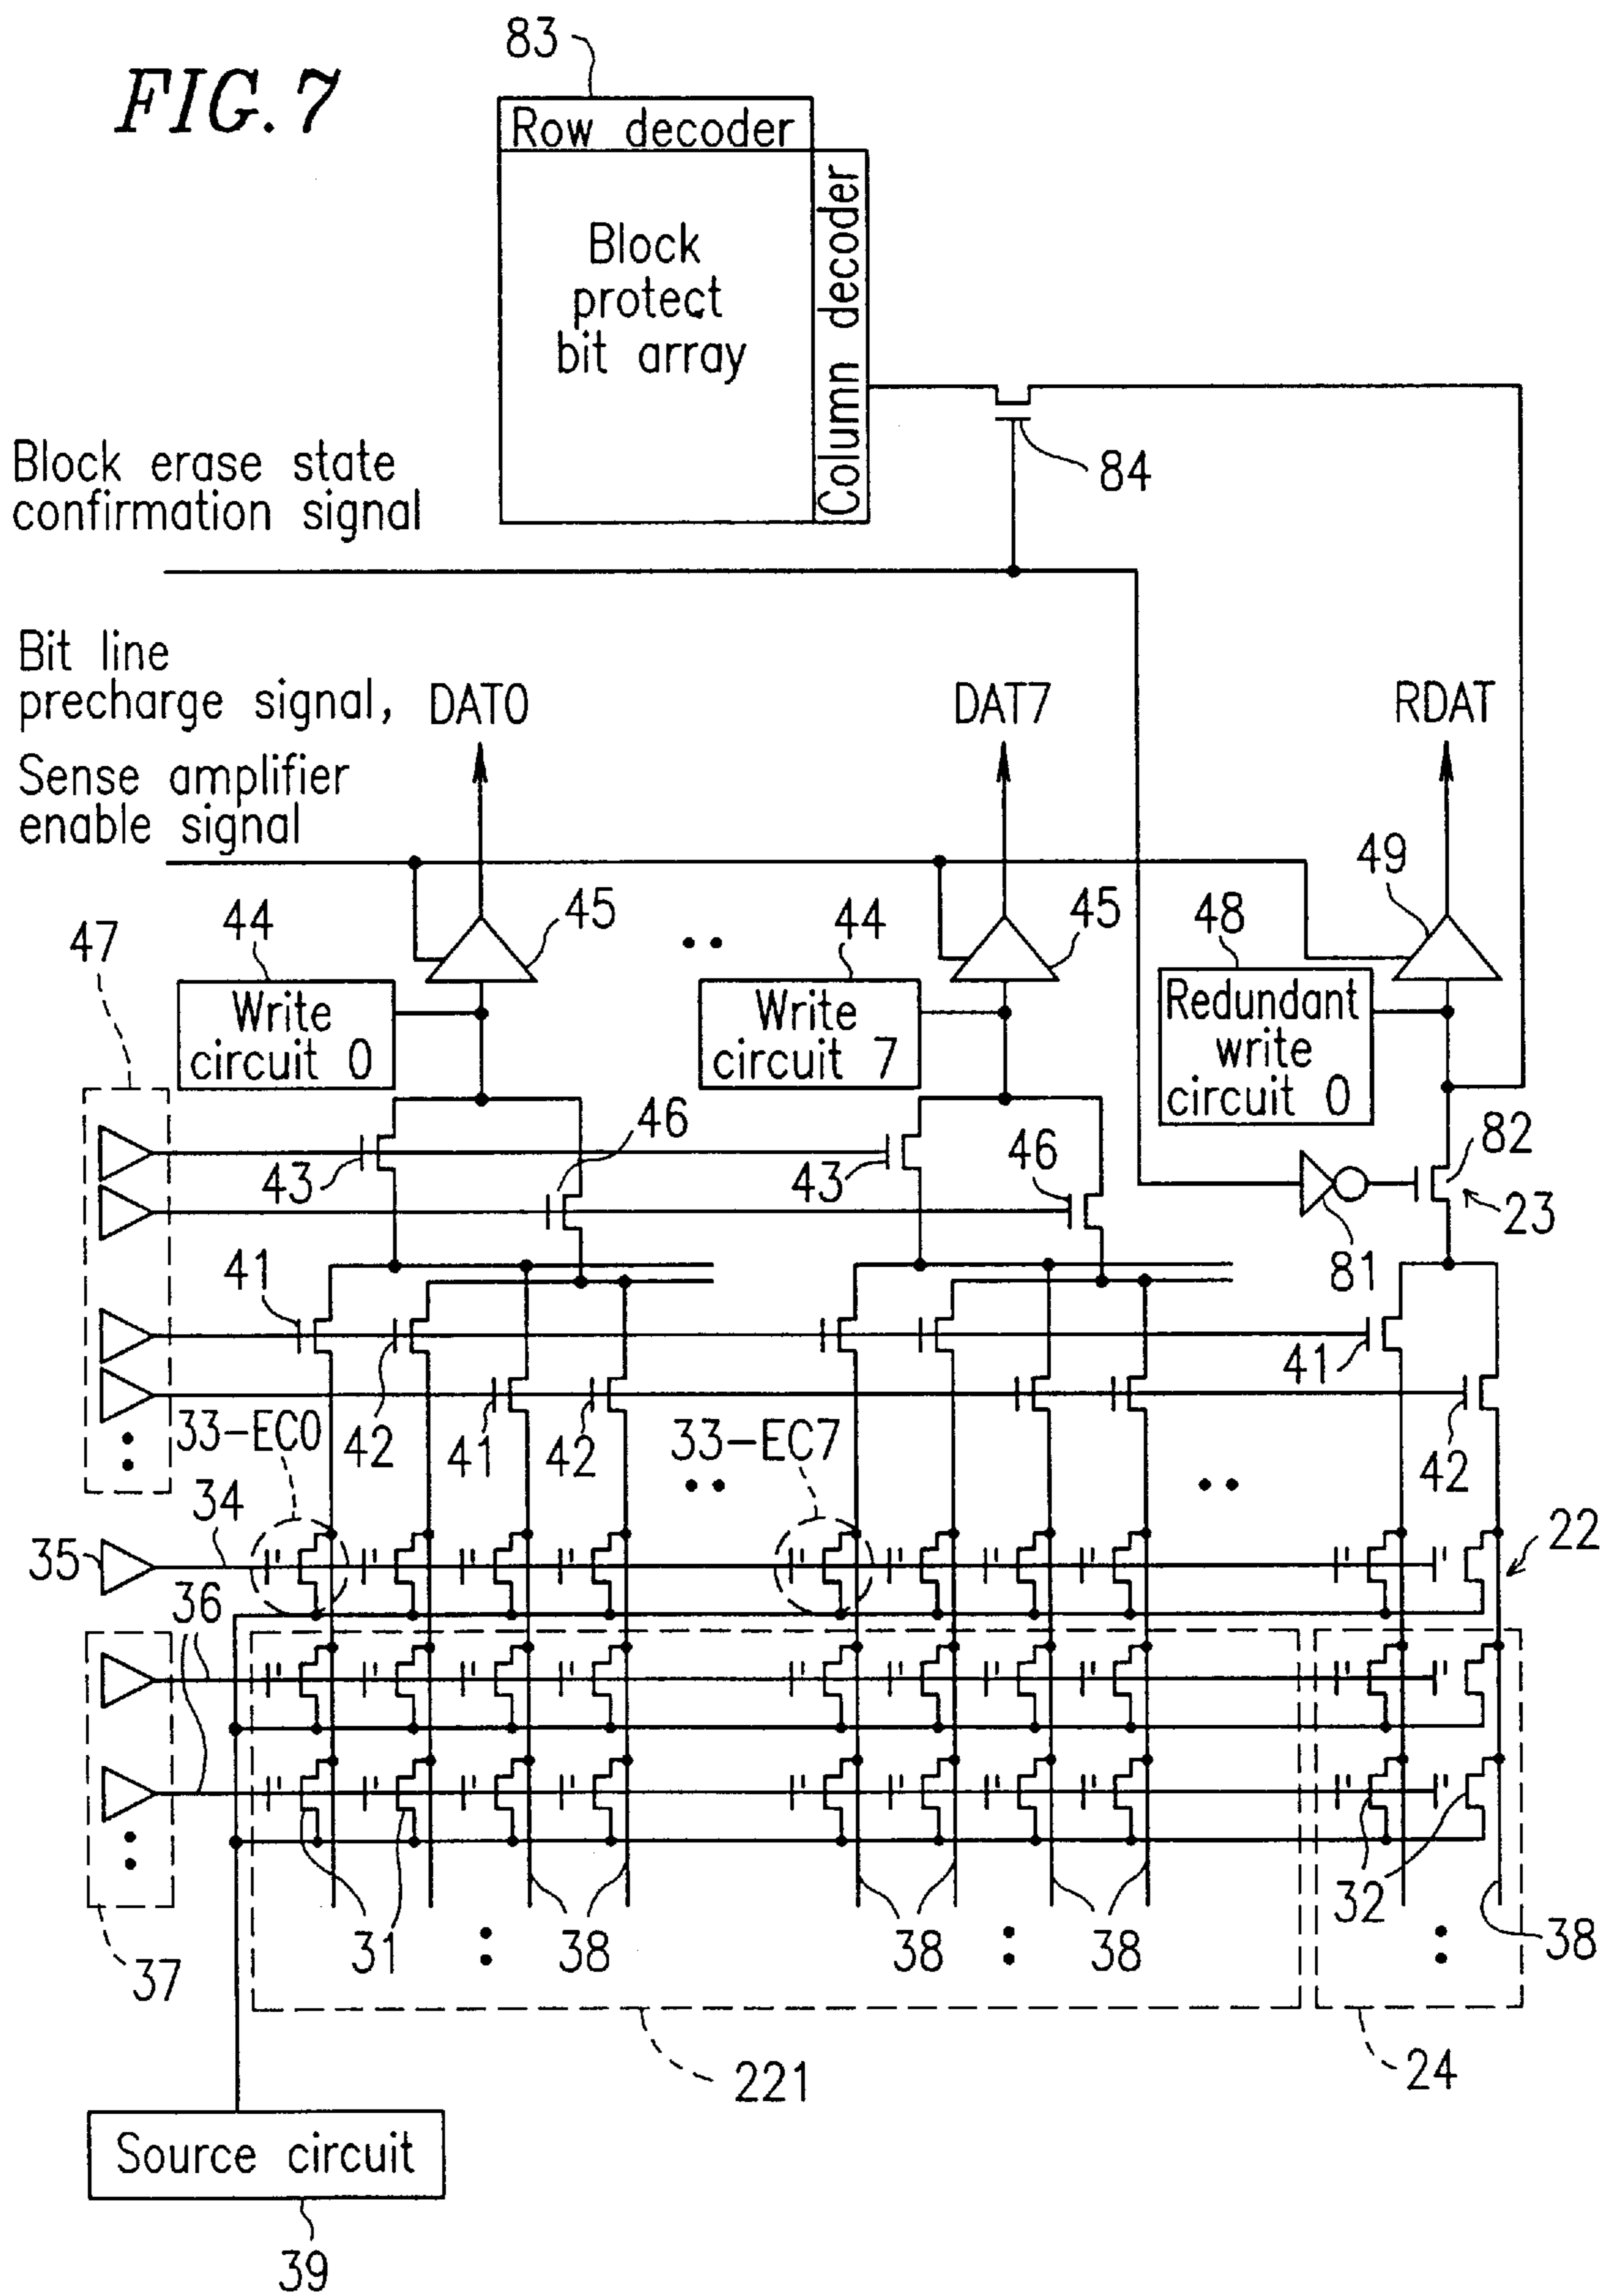 FIG. 7
83
Row decoder
Block
protect
bit array
Column decoder
84
Block erase state
confirmation signal
Bit line
precharge signal,
DAT0
DAT7
RDAT
Sense amplifier
enable signal
47
44
45
44
45
48
49
Write
circuit 0
Write
circuit 7
Redundant
write
circuit 0
43
46
43
46
82
23
81
41
42
41
42
41
42
33-EC0
33-EC7
34
35
22
36
37
31
38
38
38
32
38
221
24
Source circuit
39